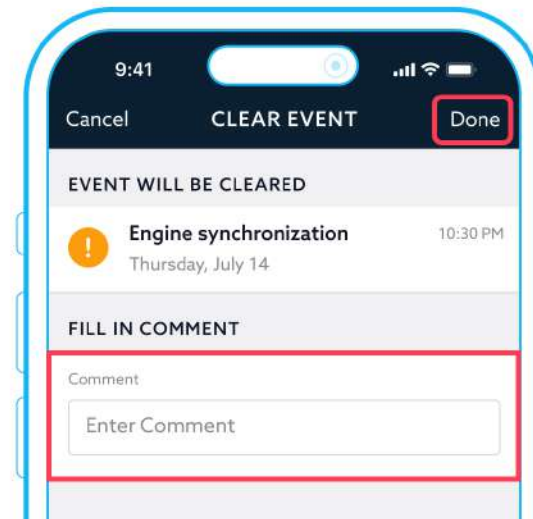 9:41
Cancel CLEAR EVENT Done
EVENT WILL BE CLEARED
Engine synchronization 10:30 PM
Thursday, July 14
FILL IN COMMENT
Comment
Enter Comment